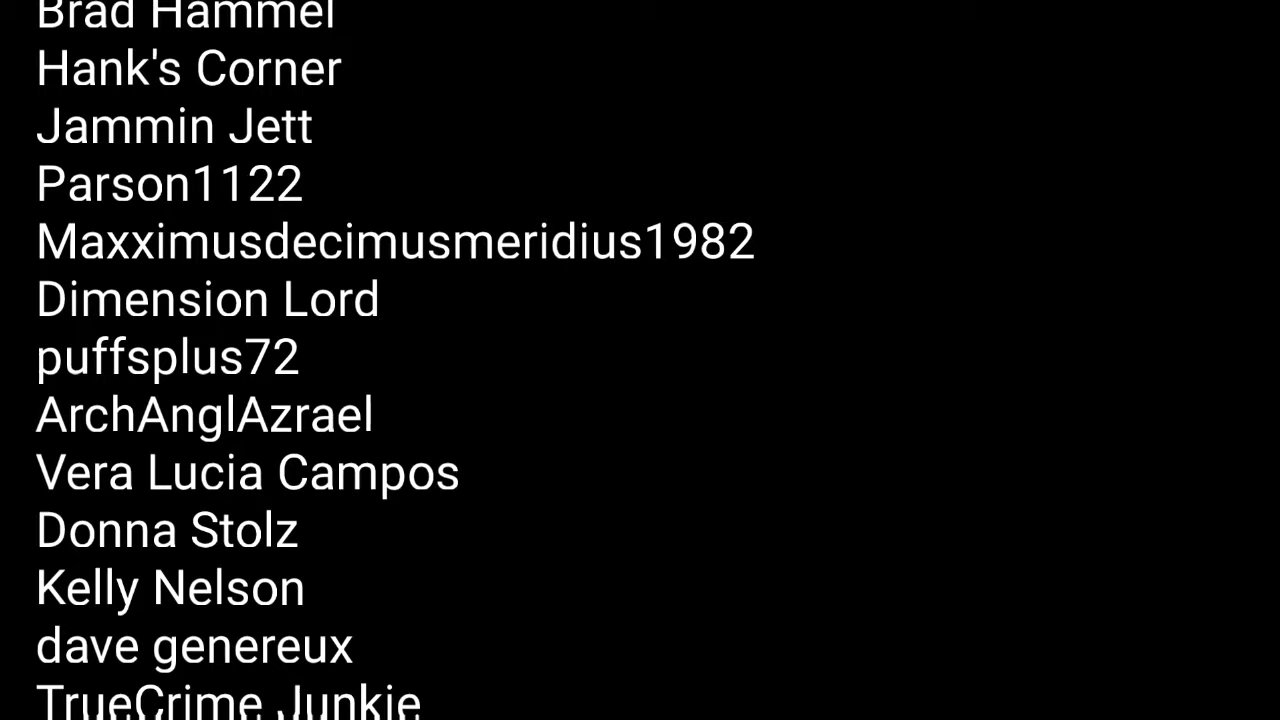 Brad Hammel
Hank's Corner
Jammin Jett
Parson1122
Maxximusdecimusmeridius1982
Dimension Lord
puffsplus72
ArchAnglAzrael
Vera Lucia Campos
Donna Stolz
Kelly Nelson
dave genereux
TrueCrime Junkie